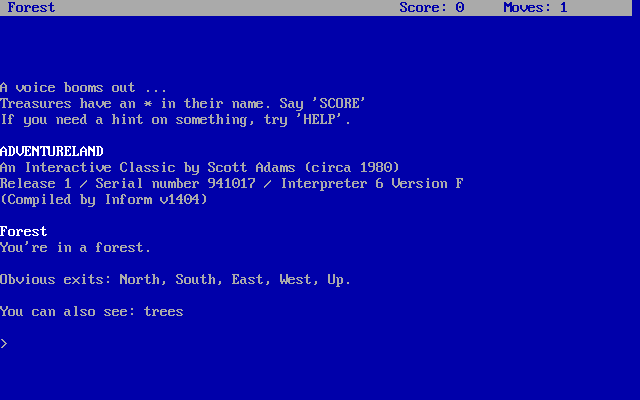 Forest Score: 0 Moves: 1
A voice booms out ...
Treasures have an * in their name. Say 'SCORE'
If you need a hint on something, try 'HELP'.
ADVENTURELAND
An Interactive Classic by Scott Adams (circa 1980)
Release 1 / Serial number 941017 / Interpreter 6 Version F
(Compiled by Inform v1404)
Forest
You're in a forest.
Obvious exits: North, South, East, West, Up.
You can also see: trees
>